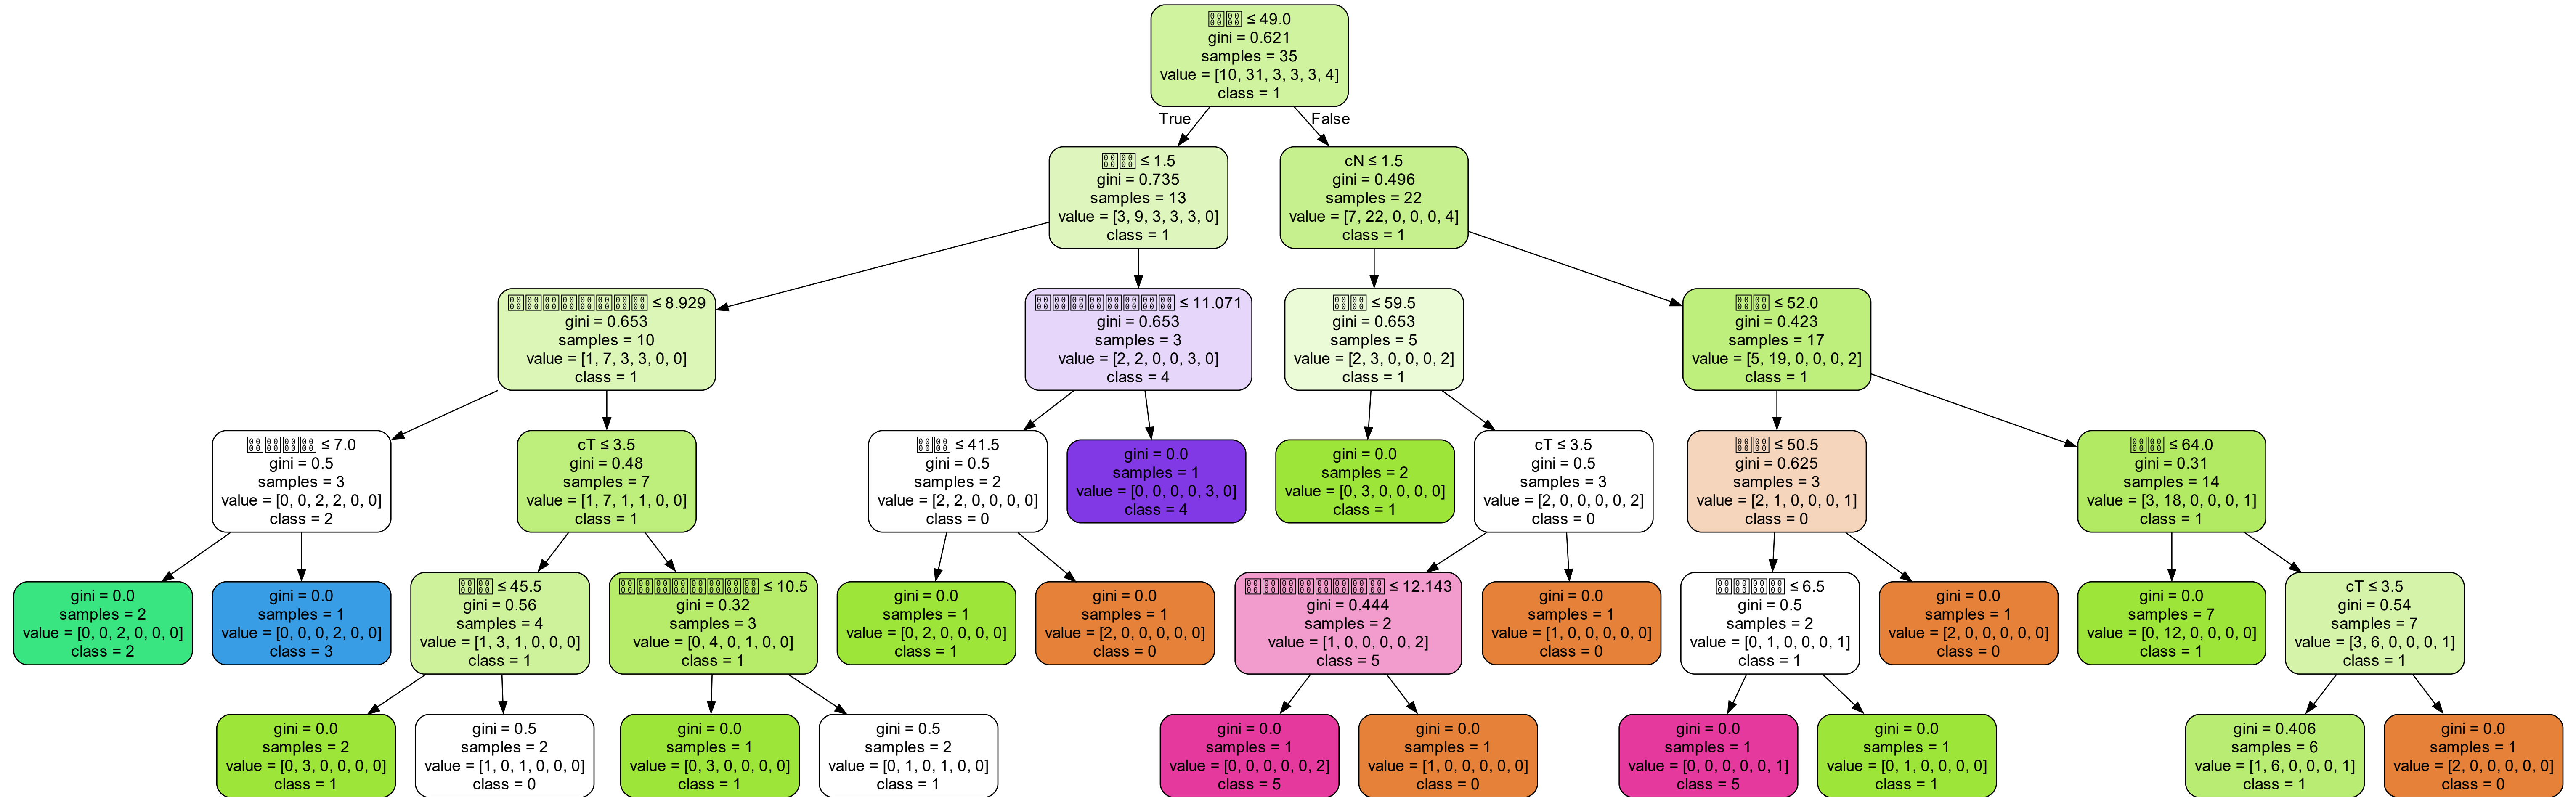 ≤ 49.0
gini = 0.621
samples = 35
value = [10, 31, 3, 3, 3, 4]
class = 1
True
False
≤ 1.5
gini = 0.735
samples = 13
value = [3, 9, 3, 3, 3, 0]
class = 1
cN ≤ 1.5
gini = 0.496
samples = 22
value = [7, 22, 0, 0, 0, 4]
class = 1
≤ 8.929
gini = 0.653
samples = 10
value = [1, 7, 3, 3, 0, 0]
class = 1
≤ 11.071
gini = 0.653
samples = 3
value = [2, 2, 0, 0, 3, 0]
class = 4
≤ 59.5
gini = 0.653
samples = 5
value = [2, 3, 0, 0, 0, 2]
class = 1
≤ 52.0
gini = 0.423
samples = 17
value = [5, 19, 0, 0, 0, 2]
class = 1
≤ 7.0
gini = 0.5
samples = 3
value = [0, 0, 2, 2, 0, 0]
class = 2
cT ≤ 3.5
gini = 0.48
samples = 7
value = [1, 7, 1, 1, 0, 0]
class = 1
≤ 41.5
gini = 0.5
samples = 2
value = [2, 2, 0, 0, 0, 0]
class = 0
gini = 0.0
samples = 1
value = [0, 0, 0, 0, 3, 0]
class = 4
gini = 0.0
samples = 2
value = [0, 3, 0, 0, 0, 0]
class = 1
cT ≤ 3.5
gini = 0.5
samples = 3
value = [2, 0, 0, 0, 0, 2]
class = 0
≤ 50.5
gini = 0.625
samples = 3
value = [2, 1, 0, 0, 0, 1]
class = 0
≤ 64.0
gini = 0.31
samples = 14
value = [3, 18, 0, 0, 0, 1]
class = 1
gini = 0.0
samples = 2
value = [0, 0, 2, 0, 0, 0]
class = 2
gini = 0.0
samples = 1
value = [0, 0, 0, 2, 0, 0]
class = 3
≤ 45.5
gini = 0.56
samples = 4
value = [1, 3, 1, 0, 0, 0]
class = 1
≤ 10.5
gini = 0.32
samples = 3
value = [0, 4, 0, 1, 0, 0]
class = 1
gini = 0.0
samples = 1
value = [0, 2, 0, 0, 0, 0]
class = 1
gini = 0.0
samples = 1
value = [2, 0, 0, 0, 0, 0]
class = 0
≤ 12.143
gini = 0.444
samples = 2
value = [1, 0, 0, 0, 0, 2]
class = 5
gini = 0.0
samples = 1
value = [1, 0, 0, 0, 0, 0]
class = 0
≤ 6.5
gini = 0.5
samples = 2
value = [0, 1, 0, 0, 0, 1]
class = 1
gini = 0.0
samples = 1
value = [2, 0, 0, 0, 0, 0]
class = 0
gini = 0.0
samples = 7
value = [0, 12, 0, 0, 0, 0]
class = 1
cT ≤ 3.5
gini = 0.54
samples = 7
value = [3, 6, 0, 0, 0, 1]
class = 1
gini = 0.0
samples = 2
value = [0, 3, 0, 0, 0, 0]
class = 1
gini = 0.5
samples = 2
value = [1, 0, 1, 0, 0, 0]
class = 0
gini = 0.0
samples = 1
value = [0, 3, 0, 0, 0, 0]
class = 1
gini = 0.5
samples = 2
value = [0, 1, 0, 1, 0, 0]
class = 1
gini = 0.0
samples = 1
value = [0, 0, 0, 0, 0, 2]
class = 5
gini = 0.0
samples = 1
value = [1, 0, 0, 0, 0, 0]
class = 0
gini = 0.0
samples = 1
value = [0, 0, 0, 0, 0, 1]
class = 5
gini = 0.0
samples = 1
value = [0, 1, 0, 0, 0, 0]
class = 1
gini = 0.406
samples = 6
value = [1, 6, 0, 0, 0, 1]
class = 1
gini = 0.0
samples = 1
value = [2, 0, 0, 0, 0, 0]
class = 0